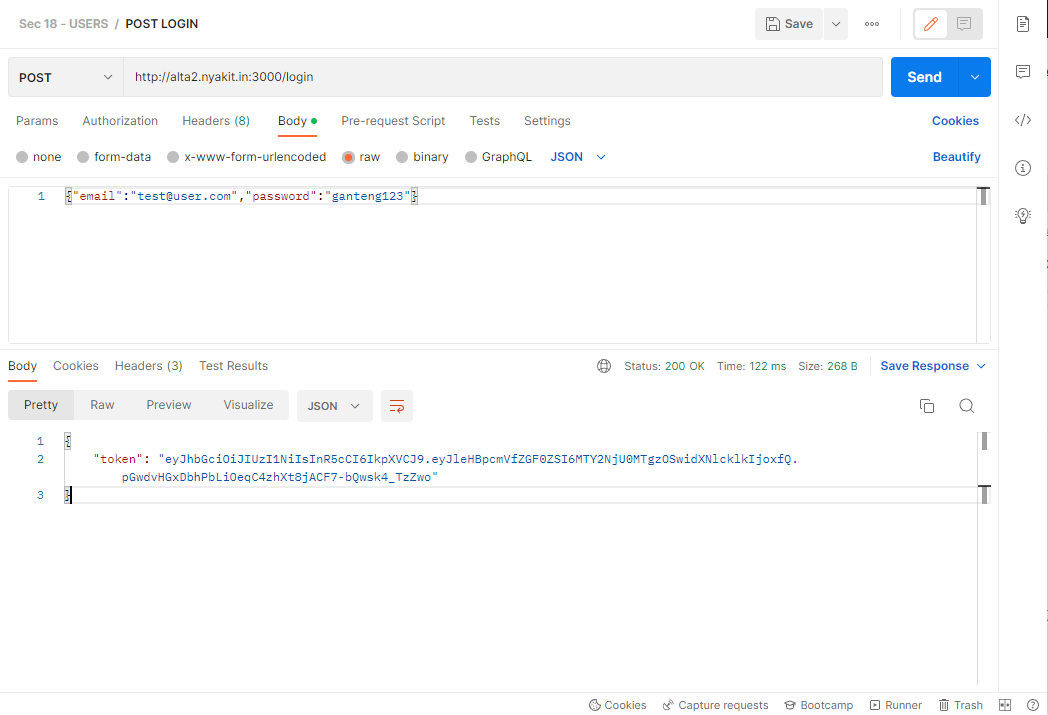 Sec 18 - USERS / POST LOGIN
Save
POST
http://alta2.nyakit.in:3000/login
Send
Params Authorization Headers (8) Body Pre-request Script Tests Settings Cookies
none form-data x-www-form-urlencoded raw binary GraphQL JSON Beautify
1 {"email":"test@user.com","password":"ganteng123"}
Body Cookies Headers (3) Test Results Status: 200 OK Time: 122 ms Size: 268 B Save Response
Pretty Raw Preview Visualize JSON
1 {
2 "token": "eyJhbGciOiJIUzI1NiIsInR5cCI6IkpXVCJ9.eyJleHBpcmVfZGF0ZSI6MTY2NjU0MTgzOSwidXNlcklkIjoxfQ.
pGwdvHGxDbhPbLiOeqC4zhXt8jACF7-bQwsk4_TzZwo"
3 }
Cookies Capture requests Bootcamp Runner Trash